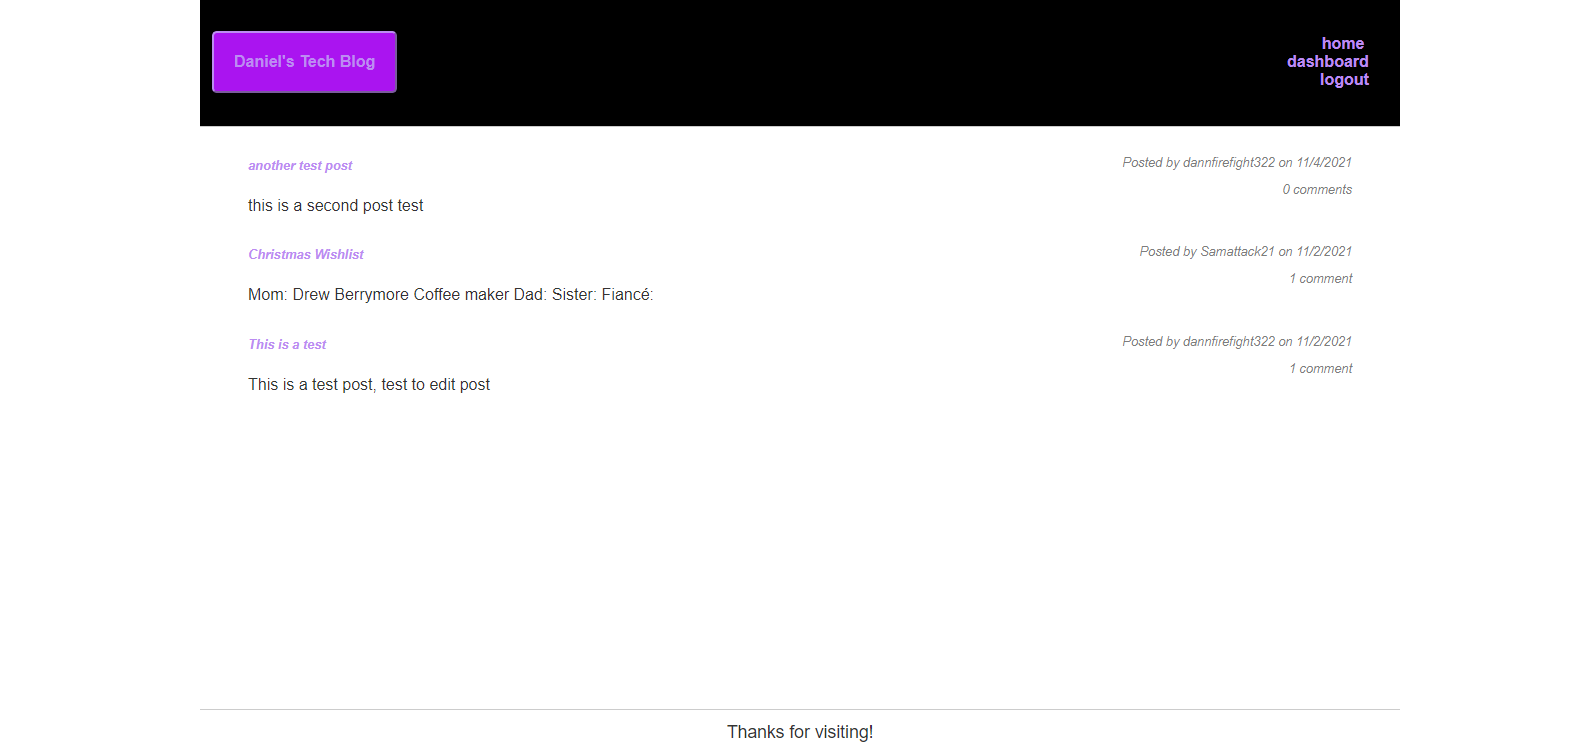 Daniel's Tech Blog
home
dashboard
logout
another test post
Posted by dannfirefight322 on 11/4/2021
0 comments
this is a second post test
Christmas Wishlist
Posted by Samattack21 on 11/2/2021
1 comment
Mom: Drew Berrymore Coffee maker Dad: Sister: Fiancé:
This is a test
Posted by dannfirefight322 on 11/2/2021
1 comment
This is a test post, test to edit post
Thanks for visiting!